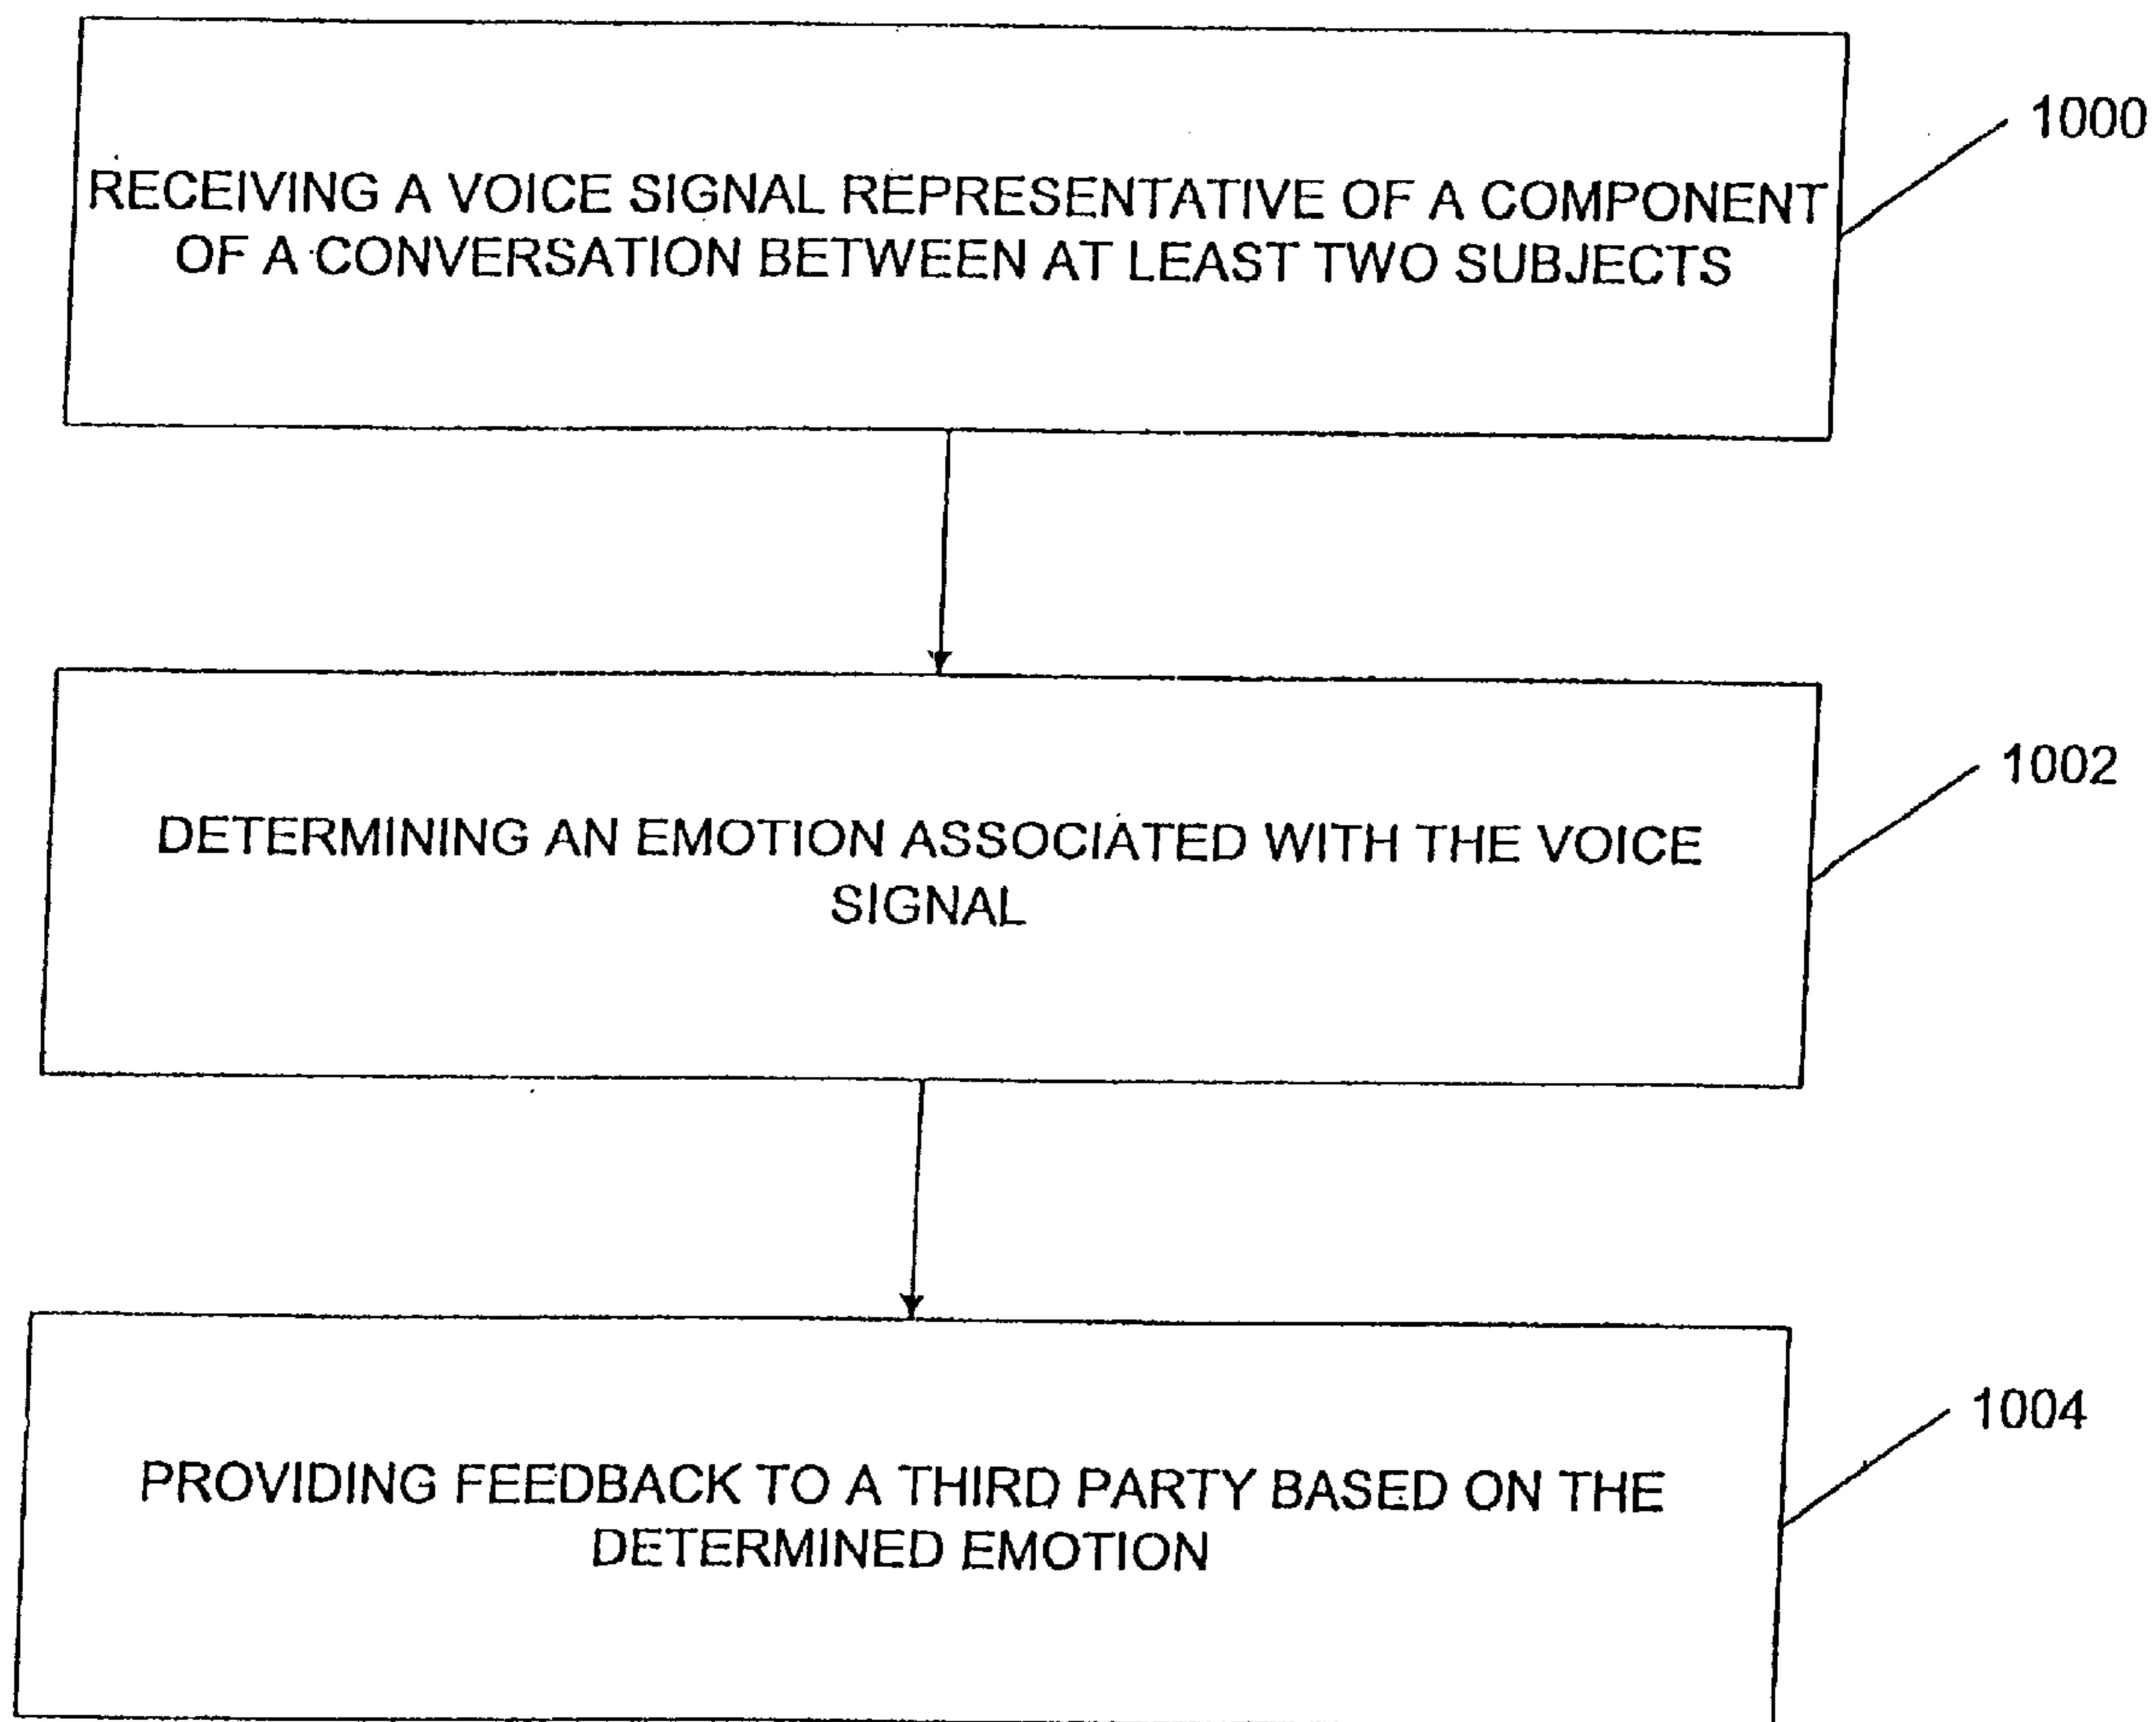 1000
RECEIVING A VOICE SIGNAL REPRESENTATIVE OF A COMPONENT
OF A CONVERSATION BETWEEN AT LEAST TWO SUBJECTS
1002
DETERMINING AN EMOTION ASSOCIATED WITH THE VOICE
SIGNAL
1004
PROVIDING FEEDBACK TO A THIRD PARTY BASED ON THE
DETERMINED EMOTION